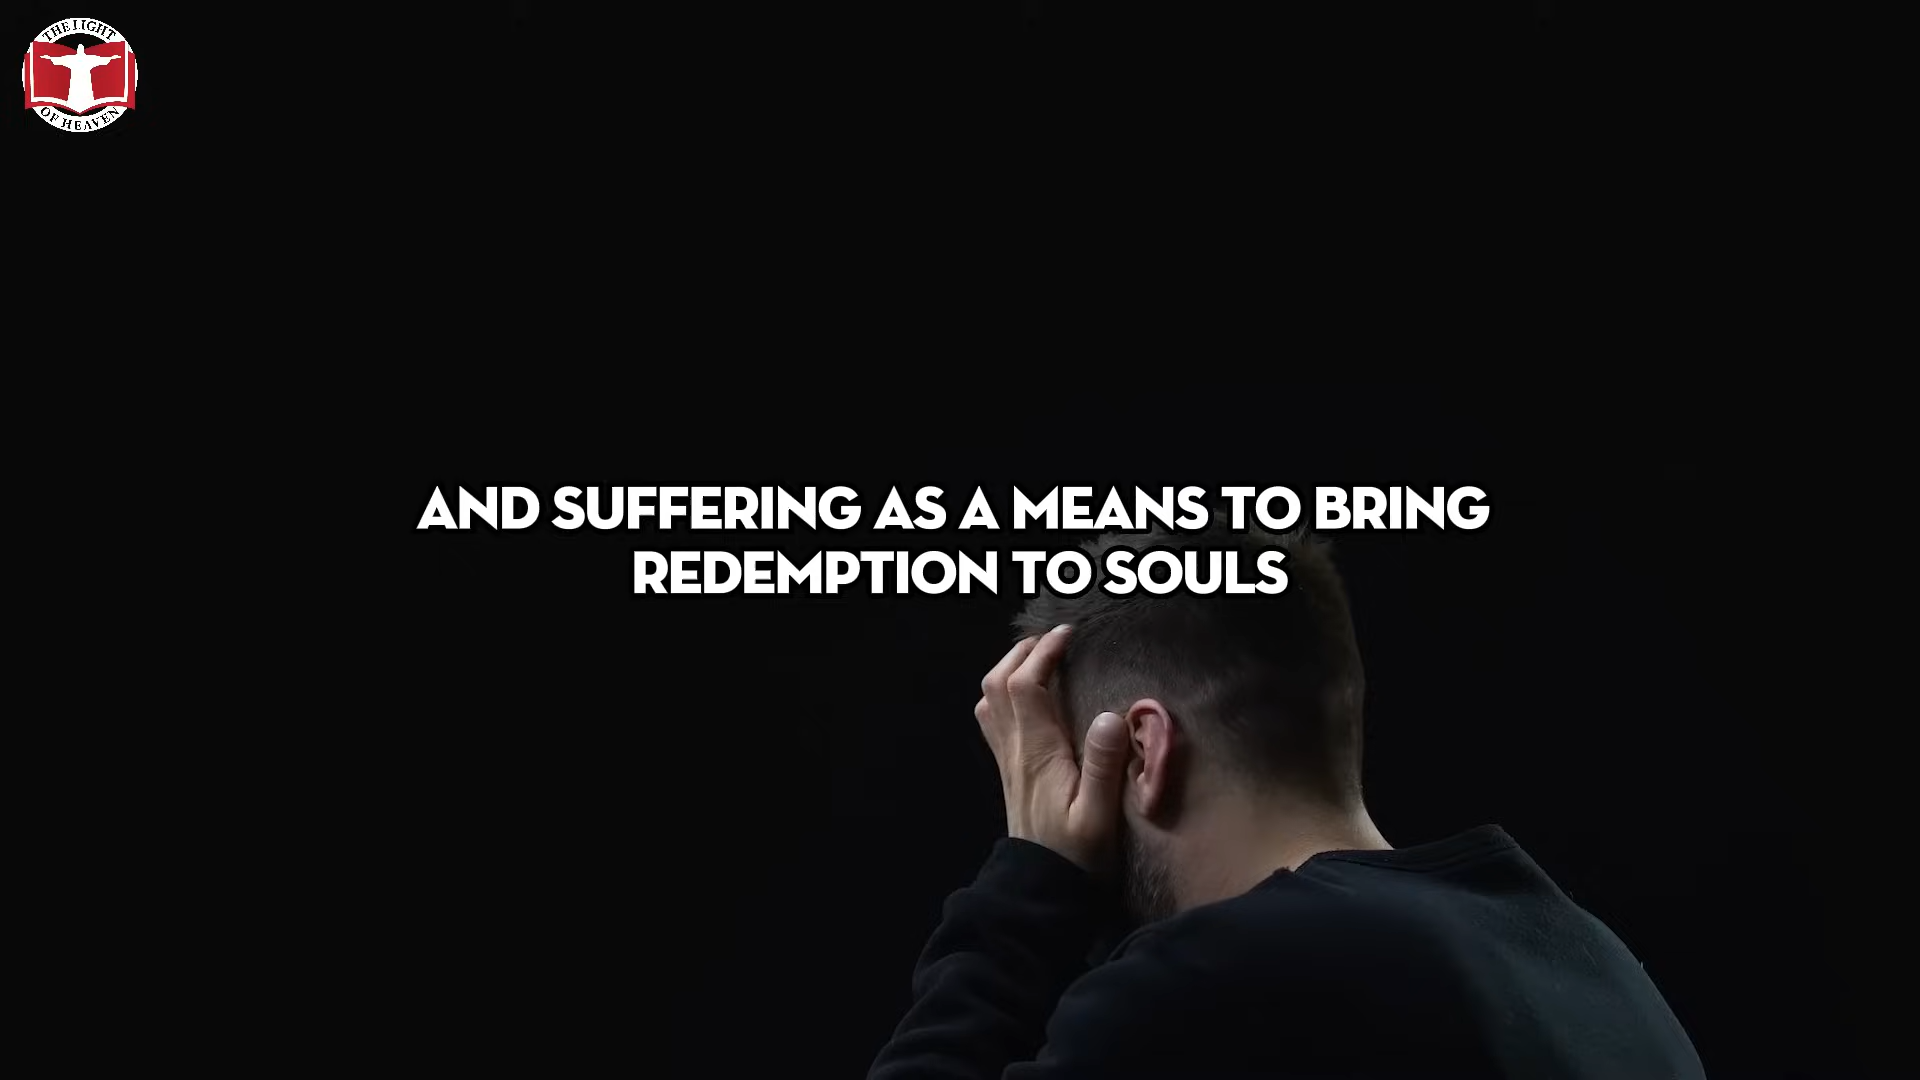 THE LIGHT
OF HEAVEN
AND SUFFERING AS A MEANS TO BRING
REDEMPTION TO SOULS